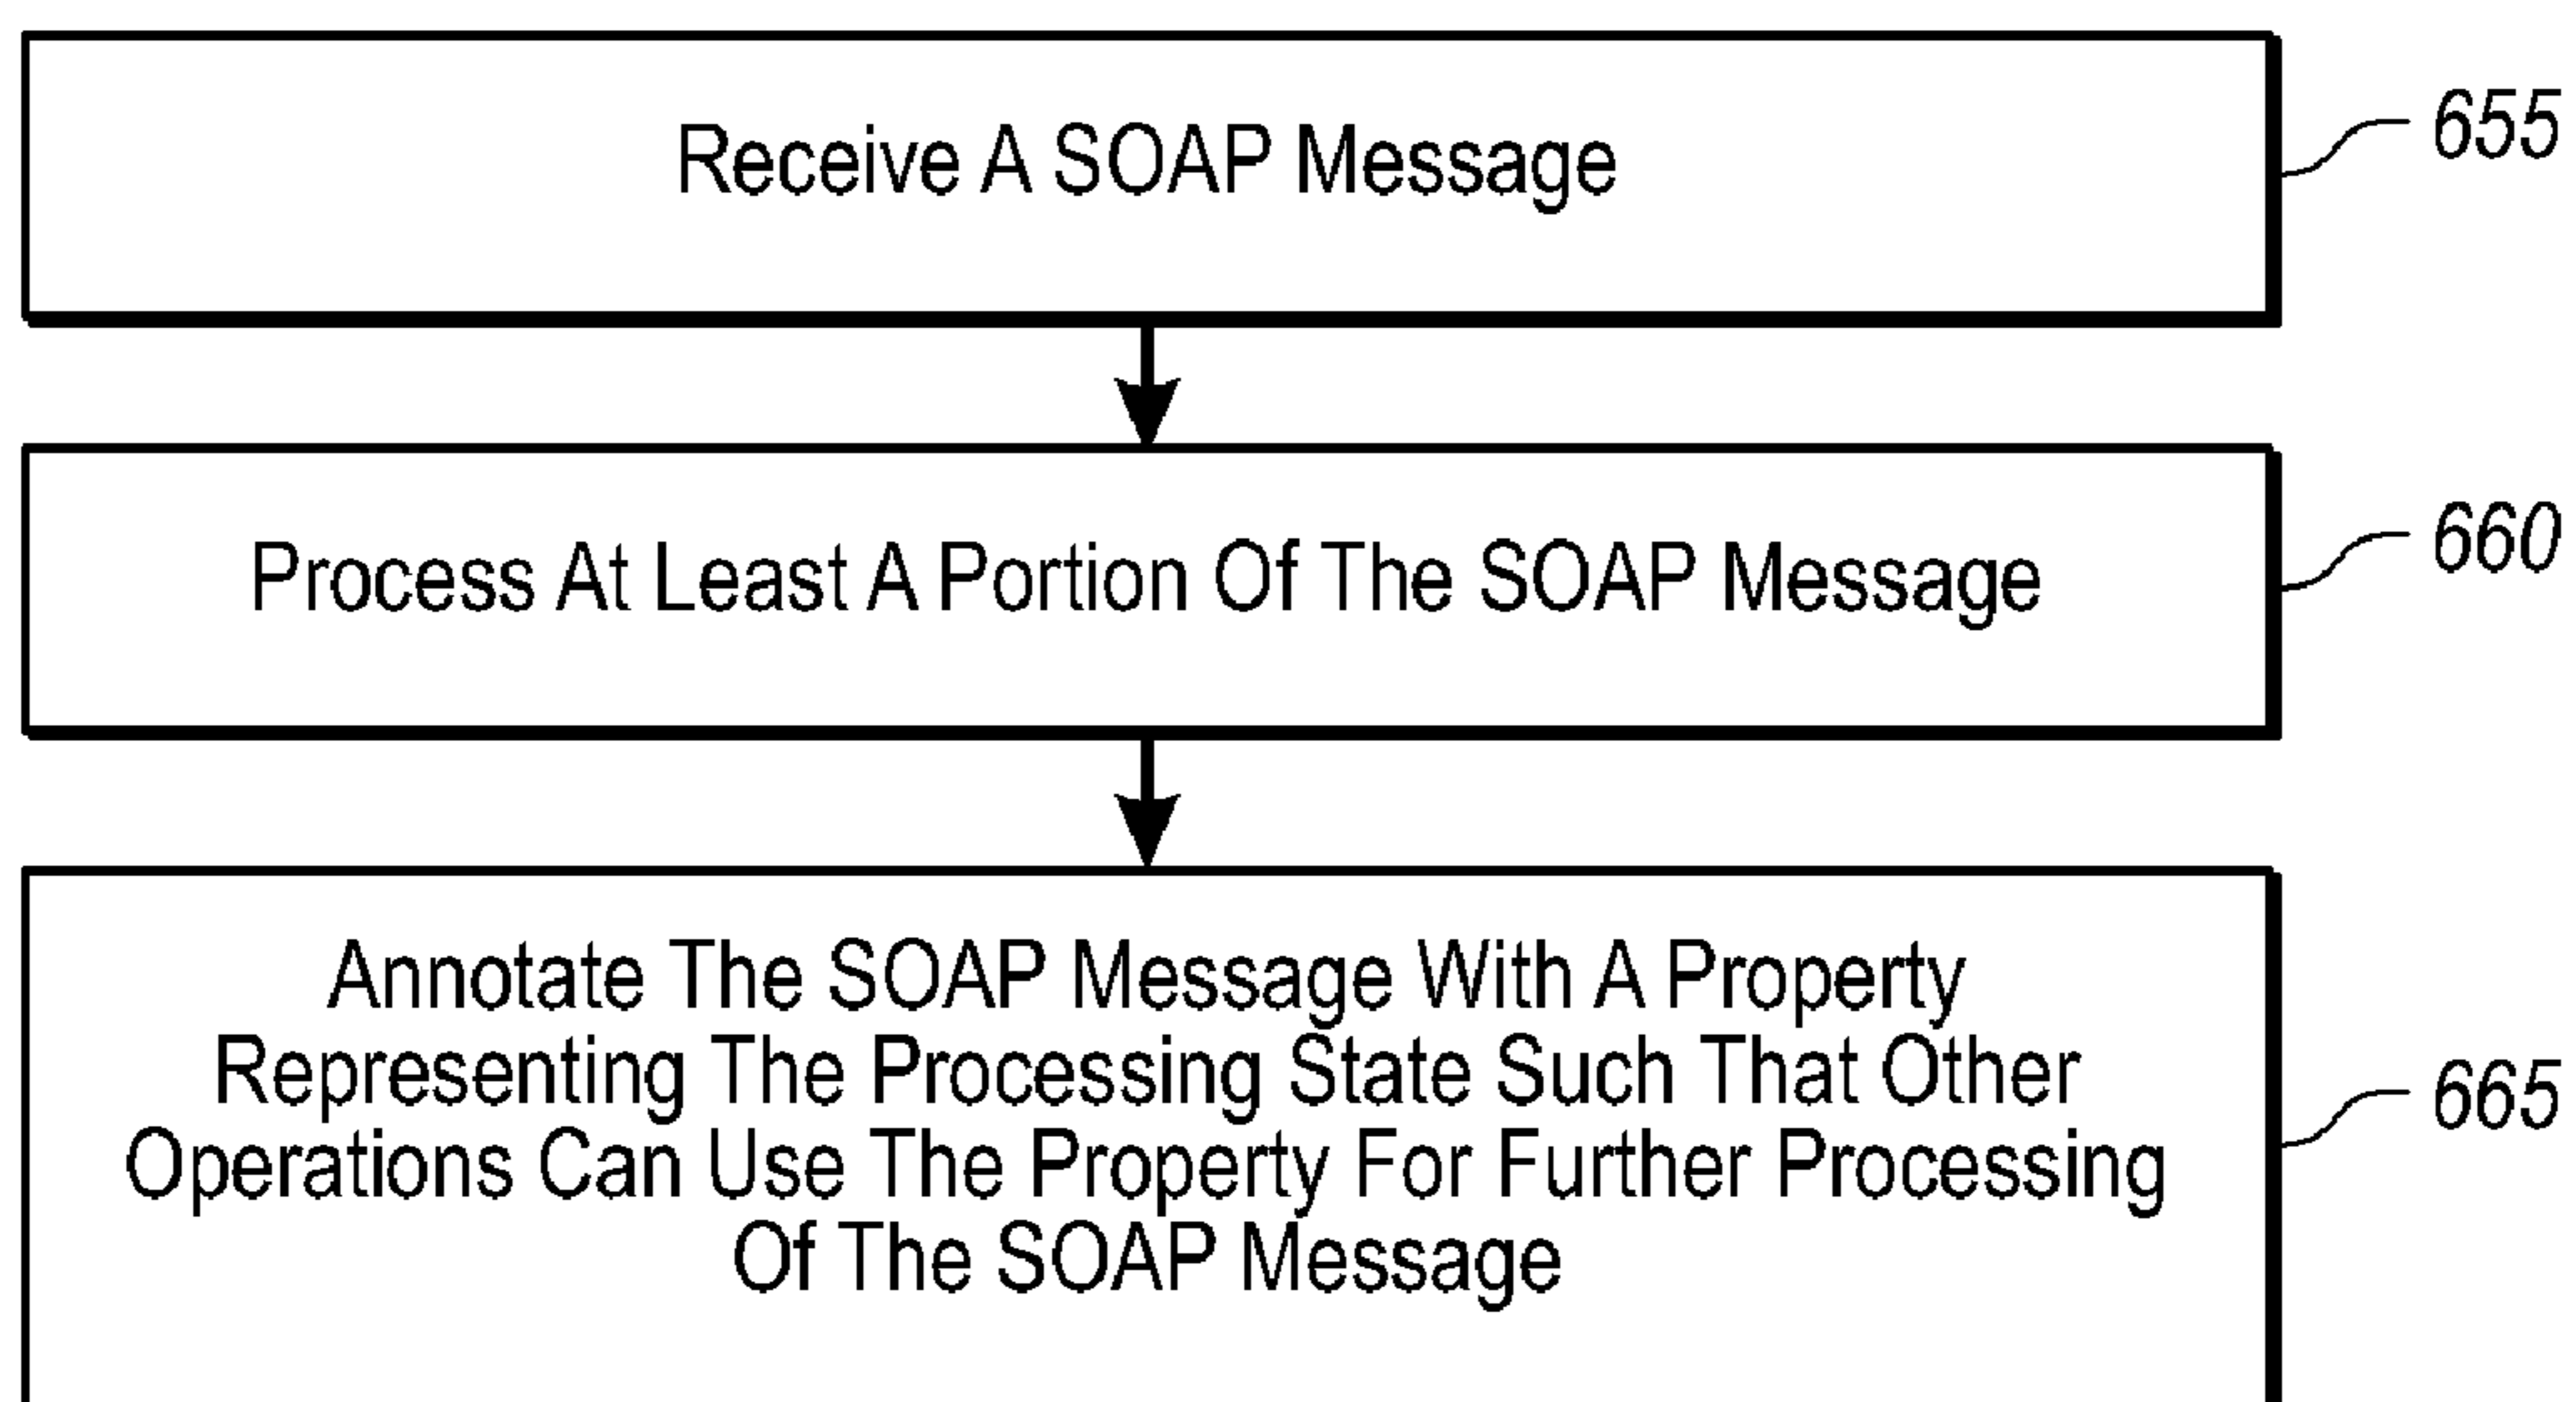 Receive A SOAP Message
655
Process At Least A Portion Of The SOAP Message
660
Annotate The SOAP Message With A Property
Representing The Processing State Such That Other
Operations Can Use The Property For Further Processing
Of The SOAP Message
665